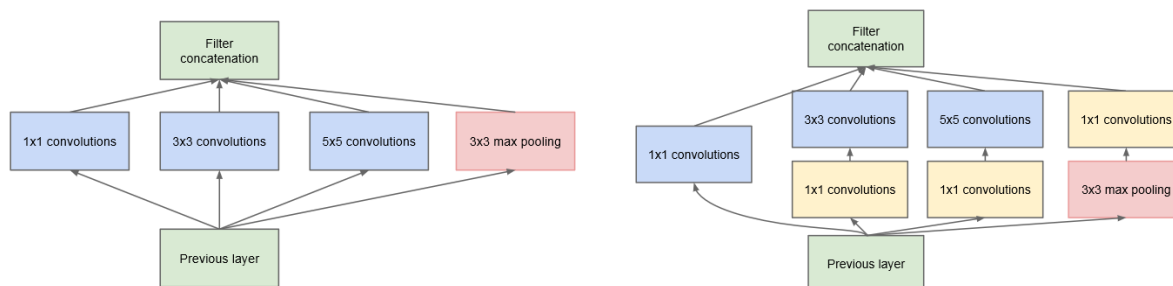 Filter
concatenation
1x1 convolutions
3x3 convolutions
5x5 convolutions
3x3 max pooling
Previous layer
Filter
concatenation
3x3 convolutions
5x5 convolutions
1x1 convolutions
1x1 convolutions
1x1 convolutions
1x1 convolutions
3x3 max pooling
Previous layer